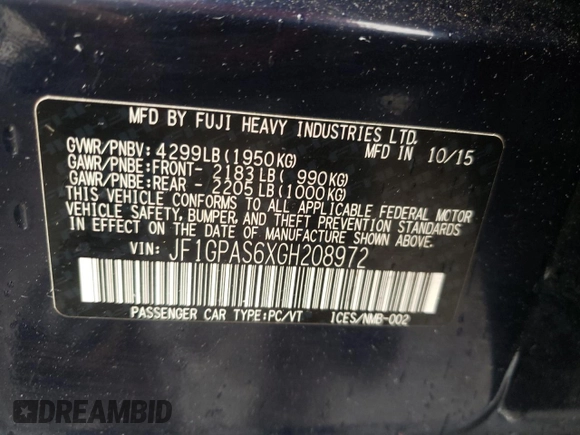 MFD BY FUJI HEAVY INDUSTRIES LTD.
GVWR/PNBV: 4299LB(1950KG) MFD IN 10/15
GAWR/PNBE:FRONT- 2183LB( 990KG)
GAWR/PNBE:REAR - 2205LB(1000KG)
THIS VEHICLE CONFORMS TO ALL APPLICABLE FEDERAL MOTOR
VEHICLE SAFETY, BUMPER, AND THEFT PREVENTION STANDARDS
IN EFFECT ON THE DATE OF MANUFACTURE SHOWN ABOVE.
VIN: JF1GPAS6XGH208972
PASSENGER CAR TYPE:PC/VT ICES/NMB-002
DREAMBID